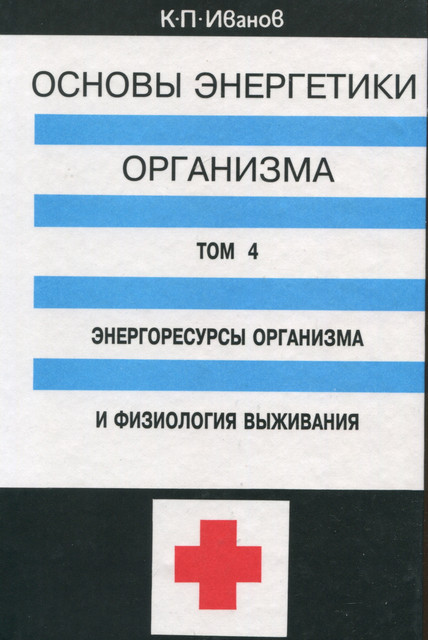 К·П·Иванов
ОСНОВЫ ЭНЕРГЕТИКИ
ОРГАНИЗМА
ТОМ 4
ЭНЕРГОРЕСУРСЫ ОРГАНИЗМА
И ФИЗИОЛОГИЯ ВЫЖИВАНИЯ